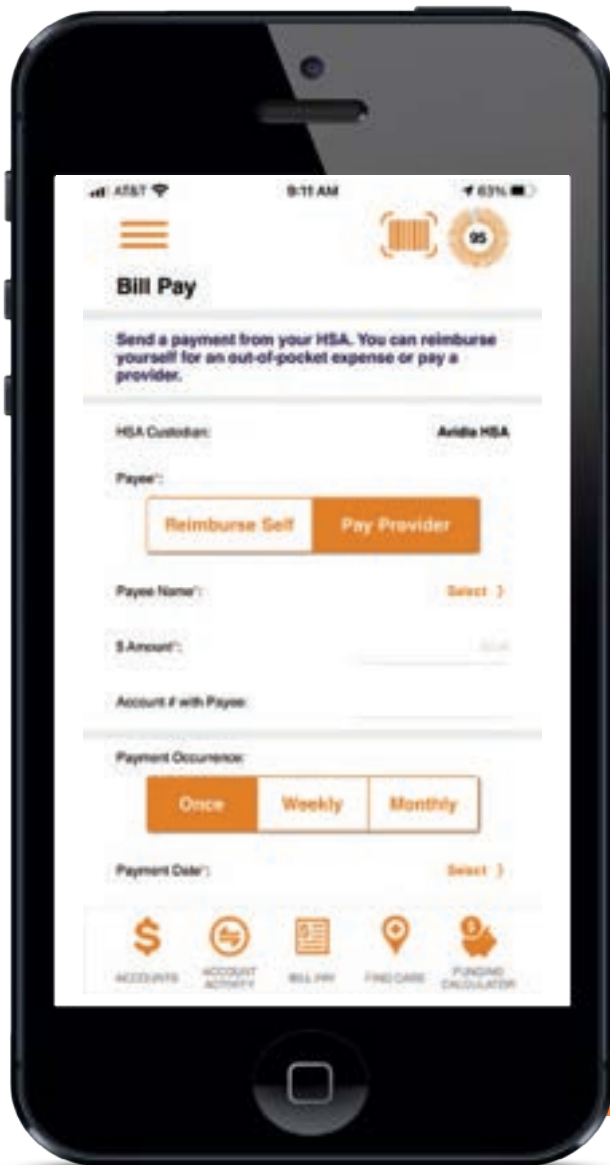 AT&T 9:11 AM 63%
95
Bill Pay
Send a payment from your HSA. You can reimburse
yourself for an out-of-pocket expense or pay a
provider.
HSA Custodian: Avidia HSA
Payee*:
Reimburse Self Pay Provider
Payee Name*: Select >
$ Amount*:
Account # with Payee:
Payment Occurrence:
Once Weekly Monthly
Payment Date*: Select >
ACCOUNTS ACCOUNT ACTIVITY BILL PAY FIND CARE FUNDING CALCULATOR